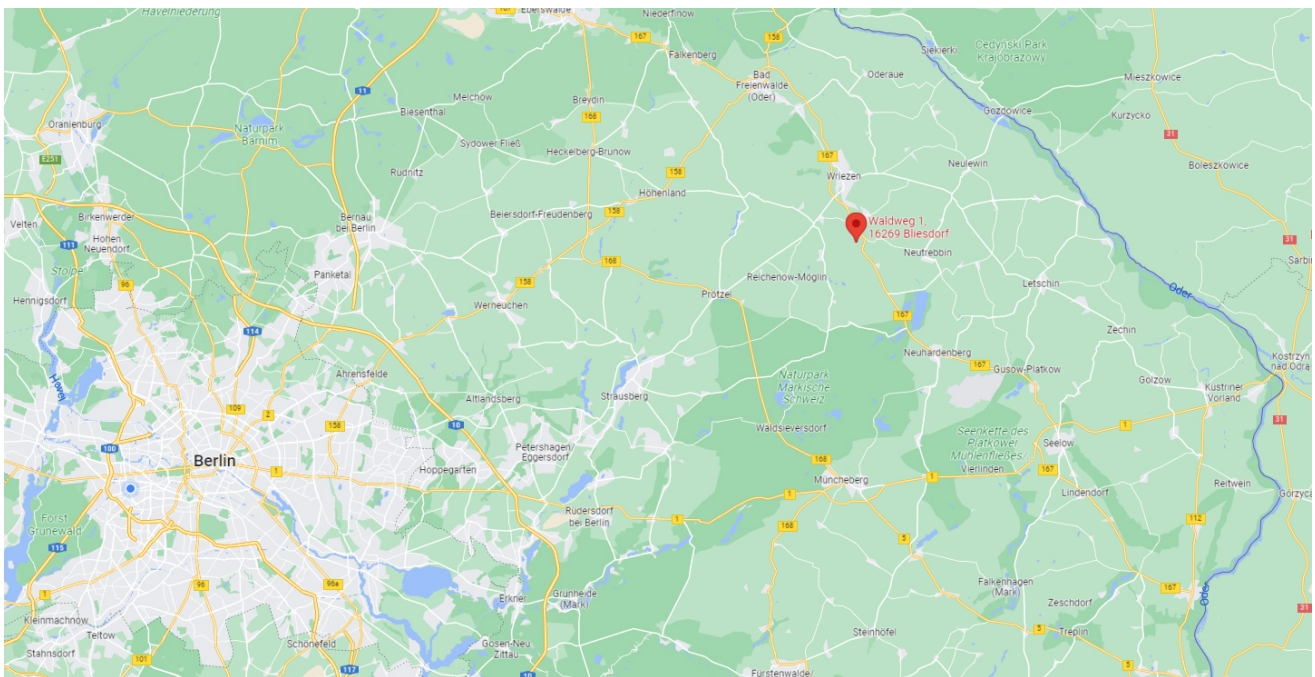 Havelniederung
167
Eberswalde
Niederfinow
167
158
Falkenberg
Siekierki
Cedyński Park
Krajobrazowy
Mieszkowice
Bad
Freienwalde
(Oder)
Oderaue
11
Melchow
Breydin
Biesenthal
168
Gozdowice
Kurzycko
31
Oranienburg
Naturpark
Barnim
Sydower Fließ
Heckelberg-Brunow
E251
167
Neulewin
Boleszkowice
Rudnitz
158
Wriezen
Höhenland
Velten
Birkenwerder
Bernau
bei Berlin
Beiersdorf-Freudenberg
158
Waldweg 1,
16269 Bliesdorf
Hohen
Neuendorf
111
31
Neutrebbin
Stolpe
Panketal
168
Sarbin
96
158
Reichenow-Möglin
Letschin
Oder
Hennigsdorf
Werneuchen
Prötzel
114
167
Zechin
Neuhardenberg
Kostrzyn
nad Odrą
Ahrensfelde
167
Gusow-Platkow
Naturpark
Märkische
Schweiz
Golzow
Küstriner
Vorland
Havel
Altlandsberg
Strausberg
109
2
158
10
Waldsieversdorf
1
31
Seenkette des
Platkower
Mühlenfließes/
Seelow
100
Petershagen/
Eggersdorf
Berlin
1
Hoppegarten
168
Vierlinden
167
Müncheberg
1
Reitwein
Lindendorf
Górzyca
1
Forst
Grunewald
Rüdersdorf
bei Berlin
1
168
112
115
5
96
96a
Falkenhagen
(Mark)
167
1
Erkner
Grünheide
(Mark)
Zeschdorf
Oder
31
Kleinmachnow
Teltow
Schönefeld
Steinhöfel
5
Treplin
Stahnsdorf
101
117
Gosen-Neu
Zittau
10
5
Fürstenwalde/